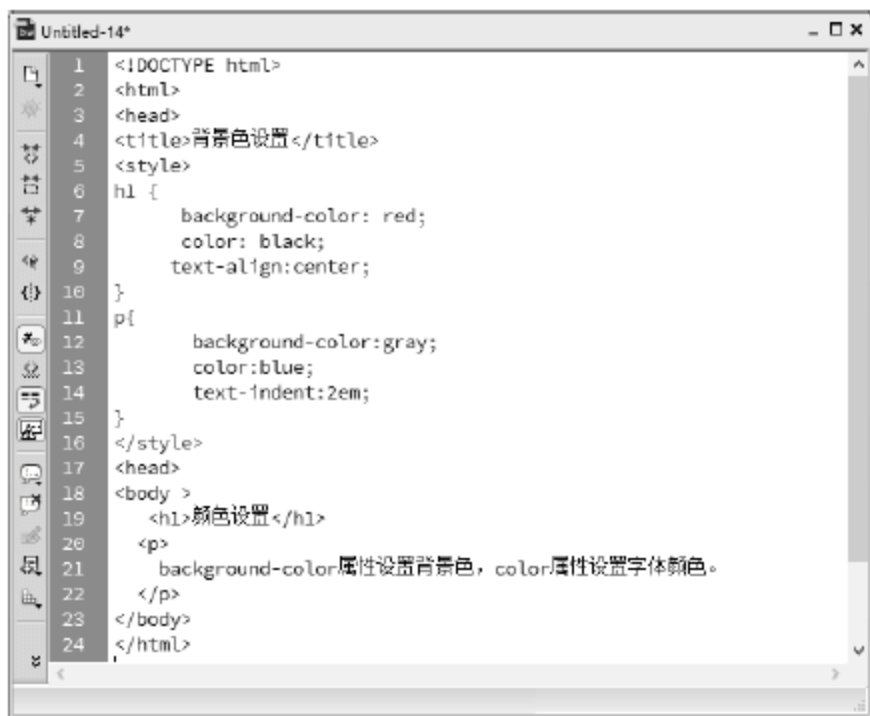 Untitled-14*
1 <!DOCTYPE html>
2 <html>
3 <head>
4 <title>背景色设置</title>
5 <style>
6 h1 {
7 background-color: red;
8 color: black;
9 text-align:center;
10 }
11 p{
12 background-color:gray;
13 color:blue;
14 text-indent:2em;
15 }
16 </style>
17 <head>
18 <body >
19 <h1>颜色设置</h1>
20 <p>
21 background-color属性设置背景色，color属性设置字体颜色。
22 </p>
23 </body>
24 </html>